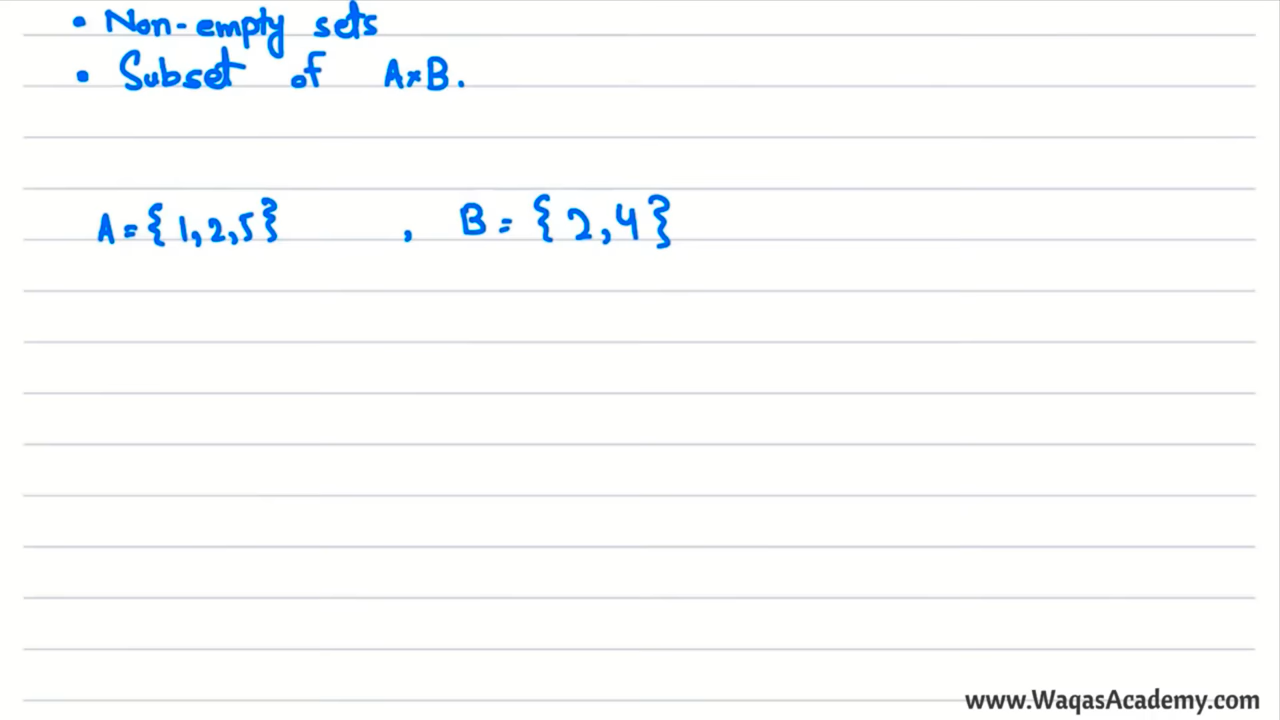 • Non-empty sets
• Subset of A×B.
A = {1, 2, 5} , B = {2, 4}
www.WaqasAcademy.com